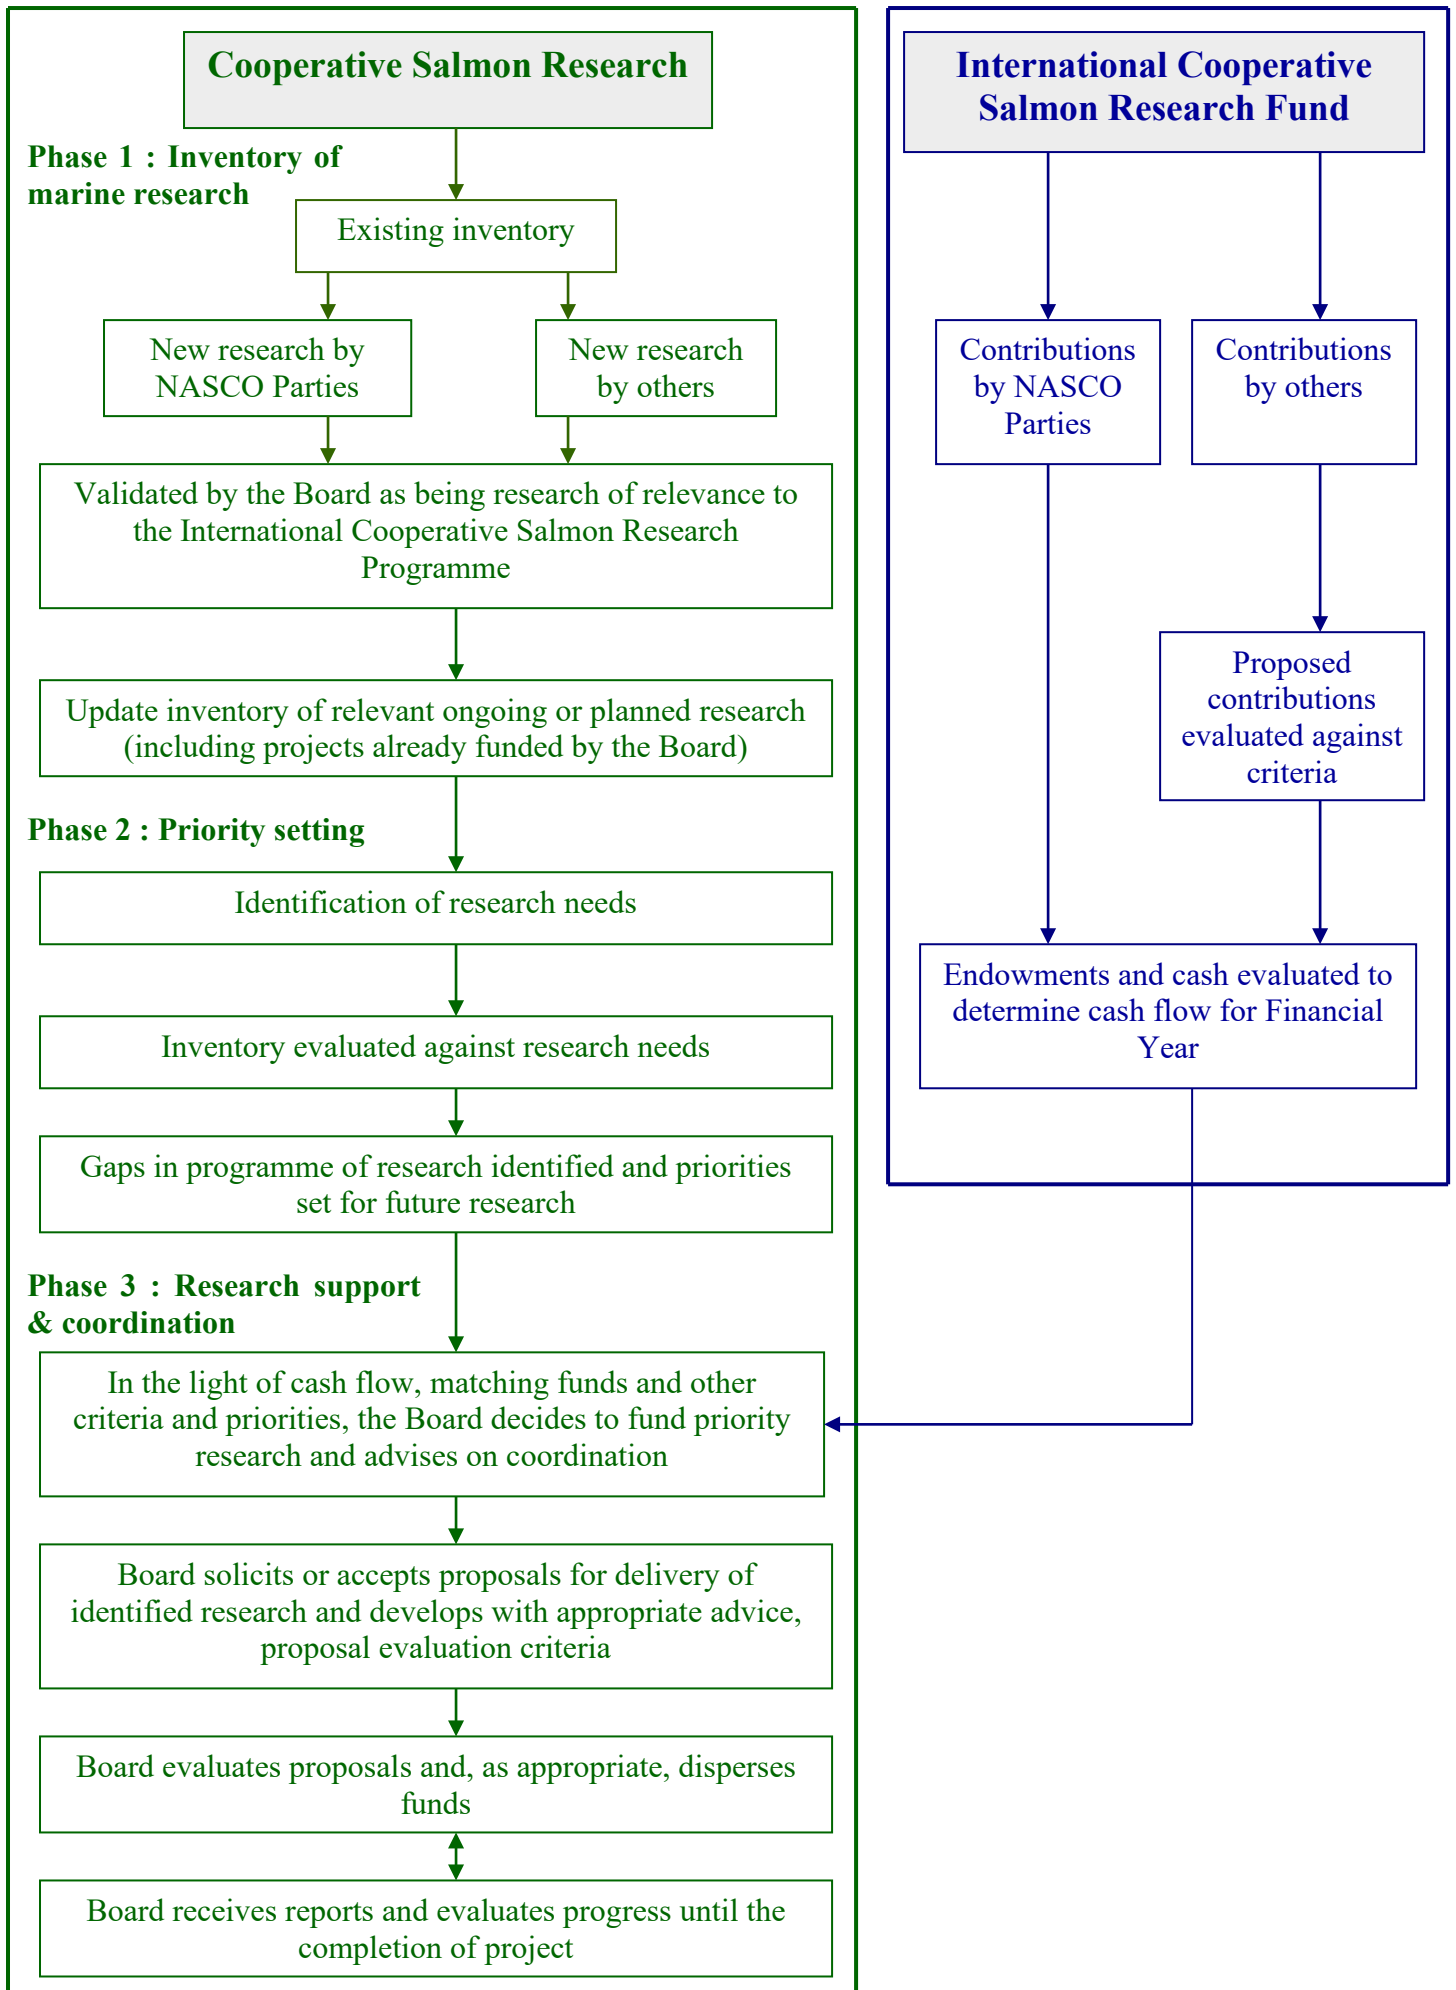 Cooperative Salmon Research
Phase 1 : Inventory of
marine research
Existing inventory
New research by
NASCO Parties
New research
by others
Validated by the Board as being research of relevance to
the International Cooperative Salmon Research
Programme
Update inventory of relevant ongoing or planned research
(including projects already funded by the Board)
Phase 2 : Priority setting
Identification of research needs
Inventory evaluated against research needs
Gaps in programme of research identified and priorities
set for future research
Phase 3 : Research support
& coordination
In the light of cash flow, matching funds and other
criteria and priorities, the Board decides to fund priority
research and advises on coordination
Board solicits or accepts proposals for delivery of
identified research and develops with appropriate advice,
proposal evaluation criteria
Board evaluates proposals and, as appropriate, disperses
funds
Board receives reports and evaluates progress until the
completion of project
International Cooperative
Salmon Research Fund
Contributions
by NASCO
Parties
Contributions
by others
Proposed
contributions
evaluated against
criteria
Endowments and cash evaluated to
determine cash flow for Financial
Year